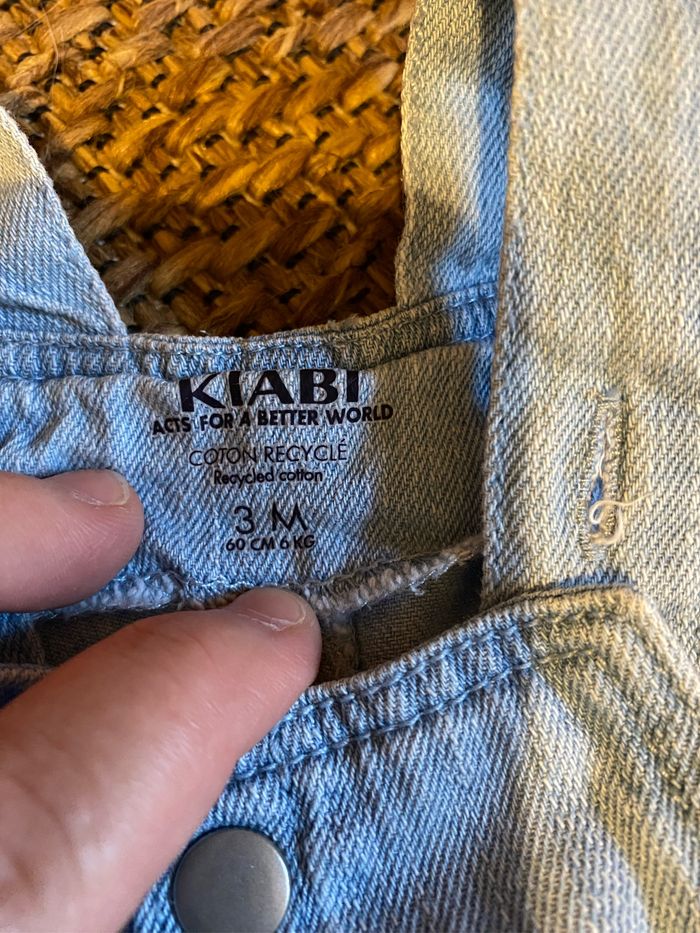 KIABI
ACTS FOR A BETTER WORLD
COTON RECYCLÉ
Recycled cotton
3 M
60 CM 6 KG